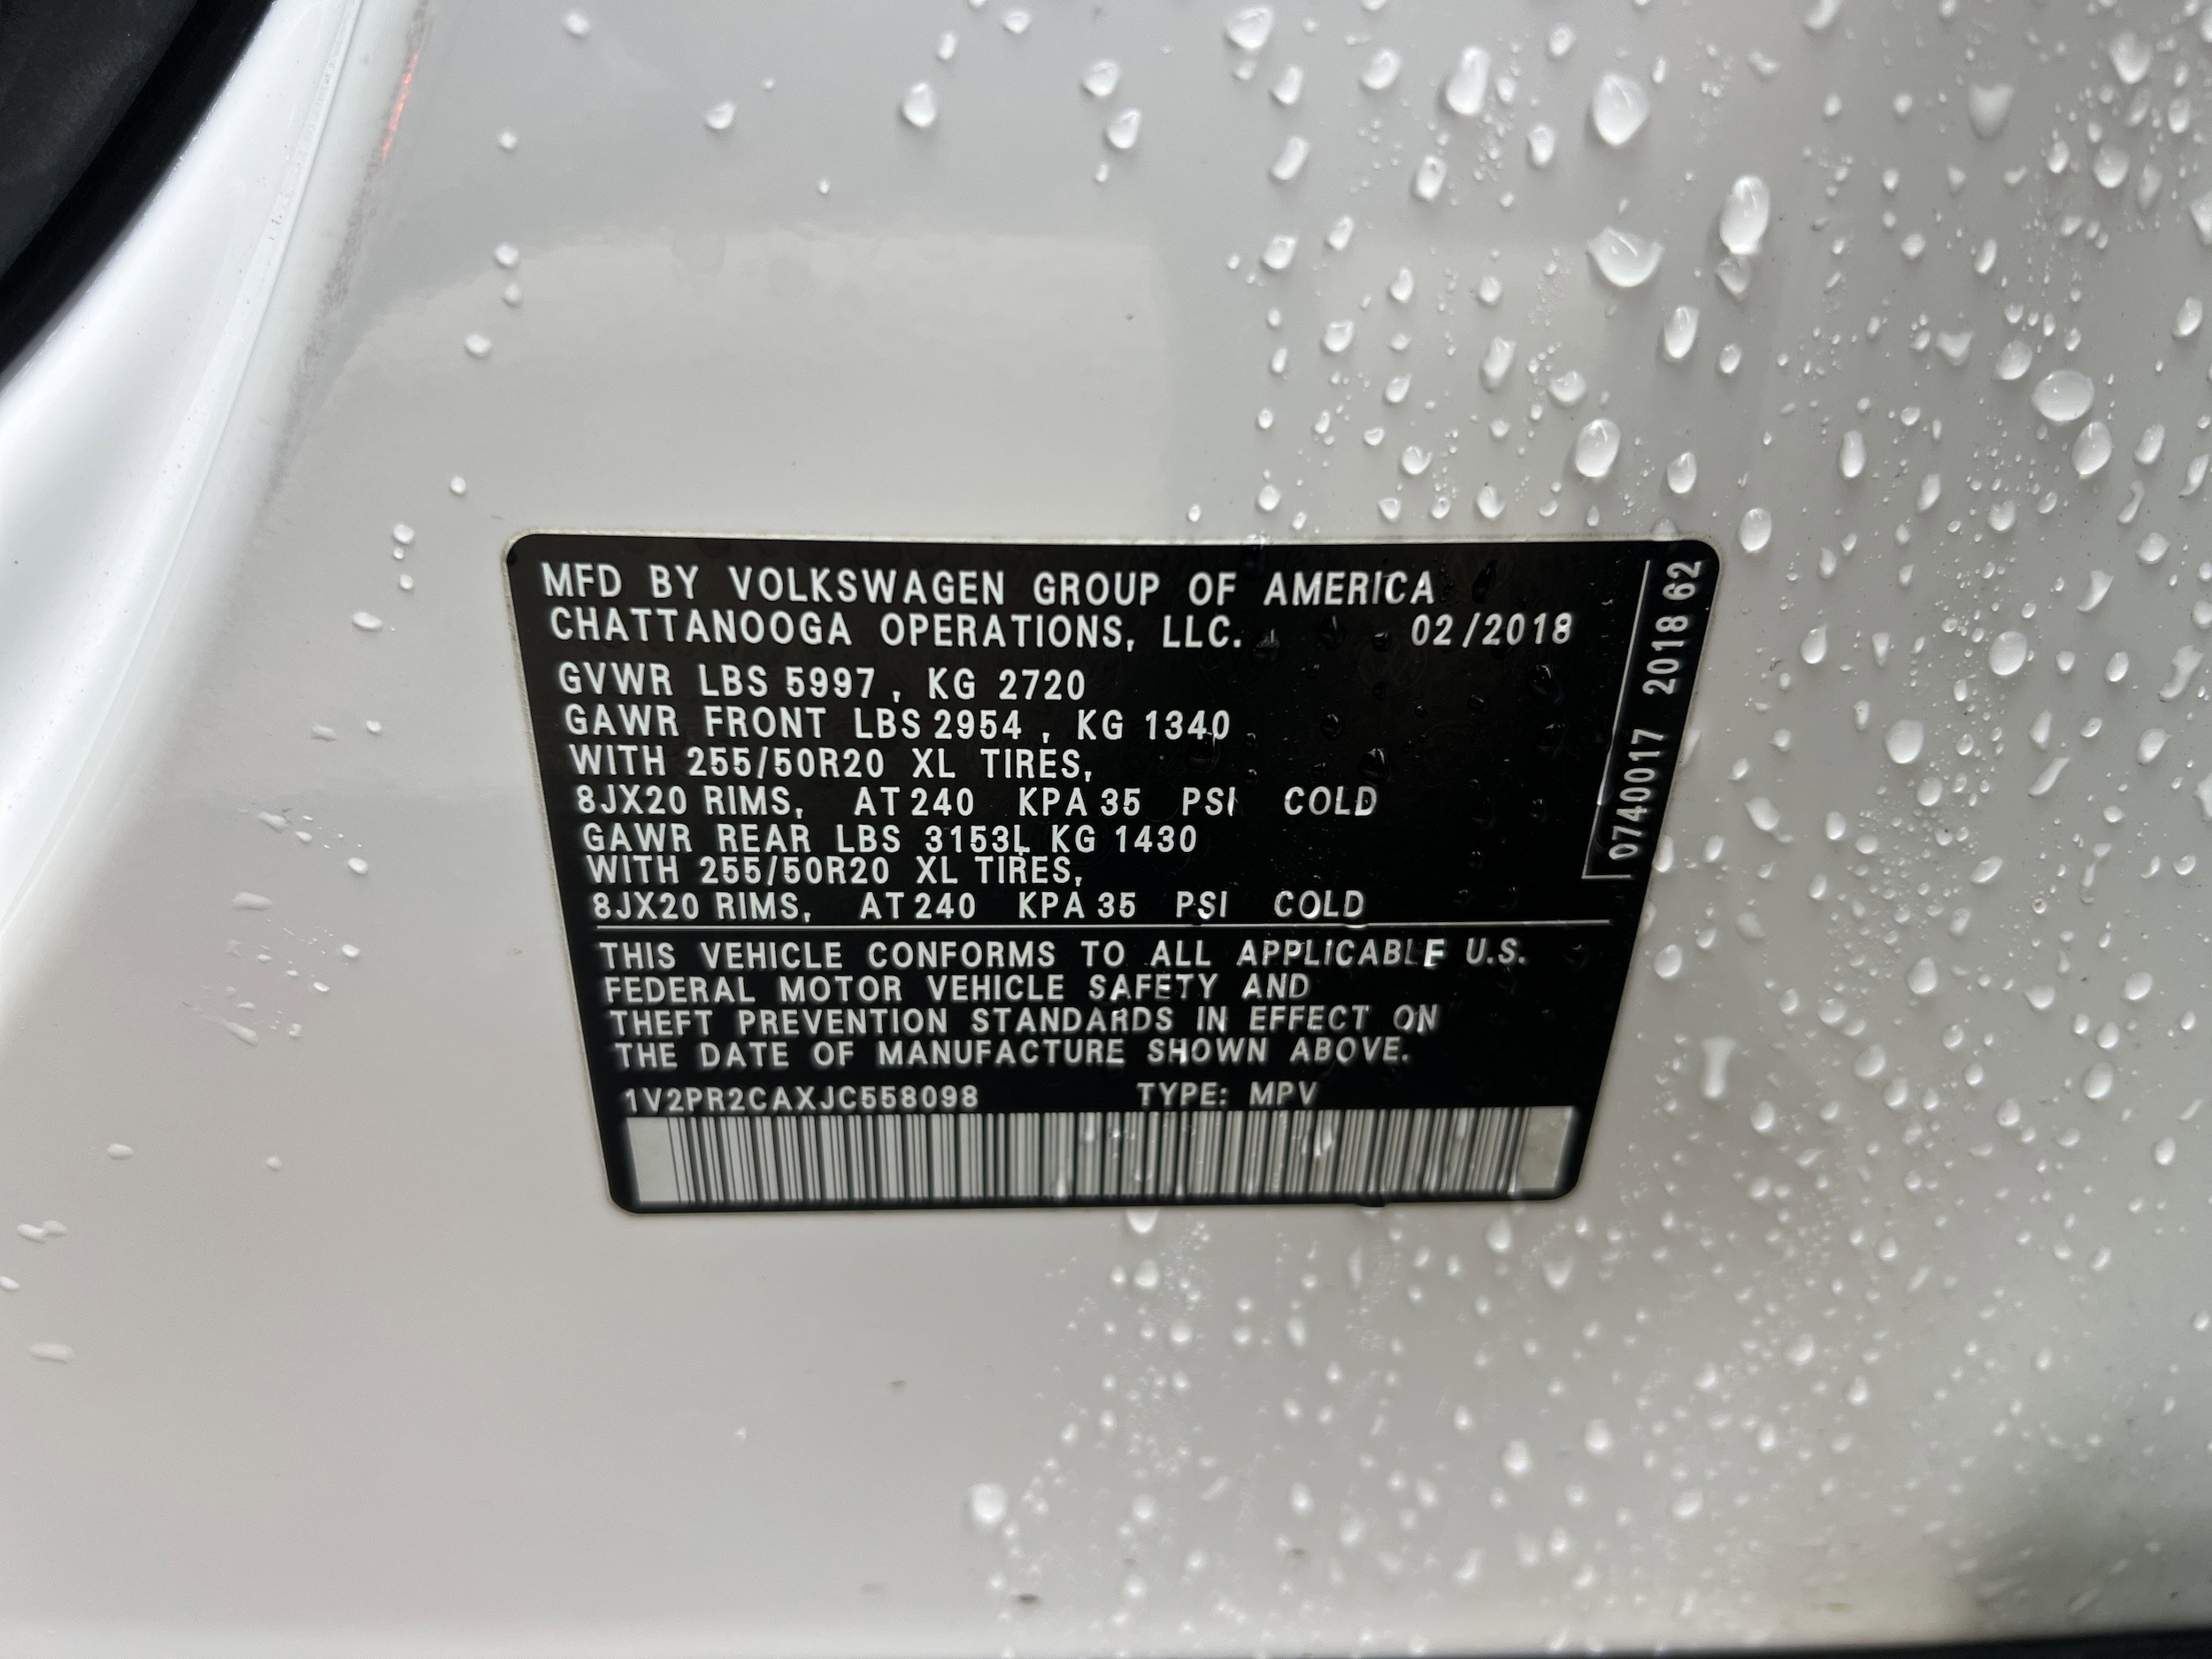 MFD BY VOLKSWAGEN GROUP OF AMERICA
CHATTANOOGA OPERATIONS, LLC. 02/2018
GVWR LBS 5997, KG 2720
GAWR FRONT LBS 2954, KG 1340
WITH 255/50R20 XL TIRES,
8JX20 RIMS, AT 240 KPA 35 PSI COLD
GAWR REAR LBS 3153L KG 1430
WITH 255/50R20 XL TIRES,
8JX20 RIMS, AT 240 KPA 35 PSI COLD
THIS VEHICLE CONFORMS TO ALL APPLICABLE U.S.
FEDERAL MOTOR VEHICLE SAFETY AND
THEFT PREVENTION STANDARDS IN EFFECT ON
THE DATE OF MANUFACTURE SHOWN ABOVE.
1V2PR2CAXJC558098 TYPE: MPV
0740017 2018 62